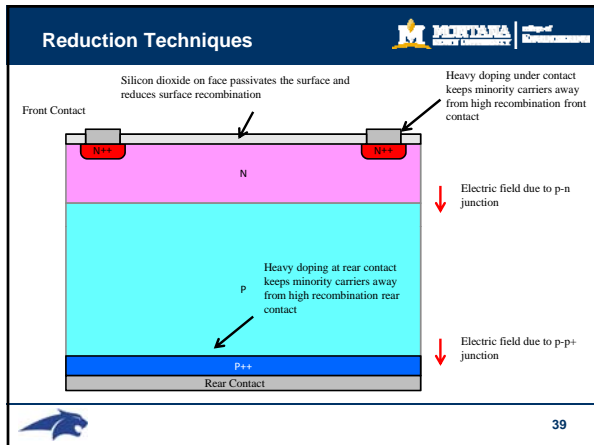 Reduction Techniques
MONTANA
Silicon dioxide on face passivates the surface and
reduces surface recombination
Heavy doping under contact
keeps minority carriers away
from high recombination front
contact
Front Contact
N++
N++
N
Electric field due to p-n
junction
Heavy doping at rear contact
keeps minority carriers away
from high recombination rear
contact
P
Electric field due to p-p+
junction
P++
Rear Contact
39